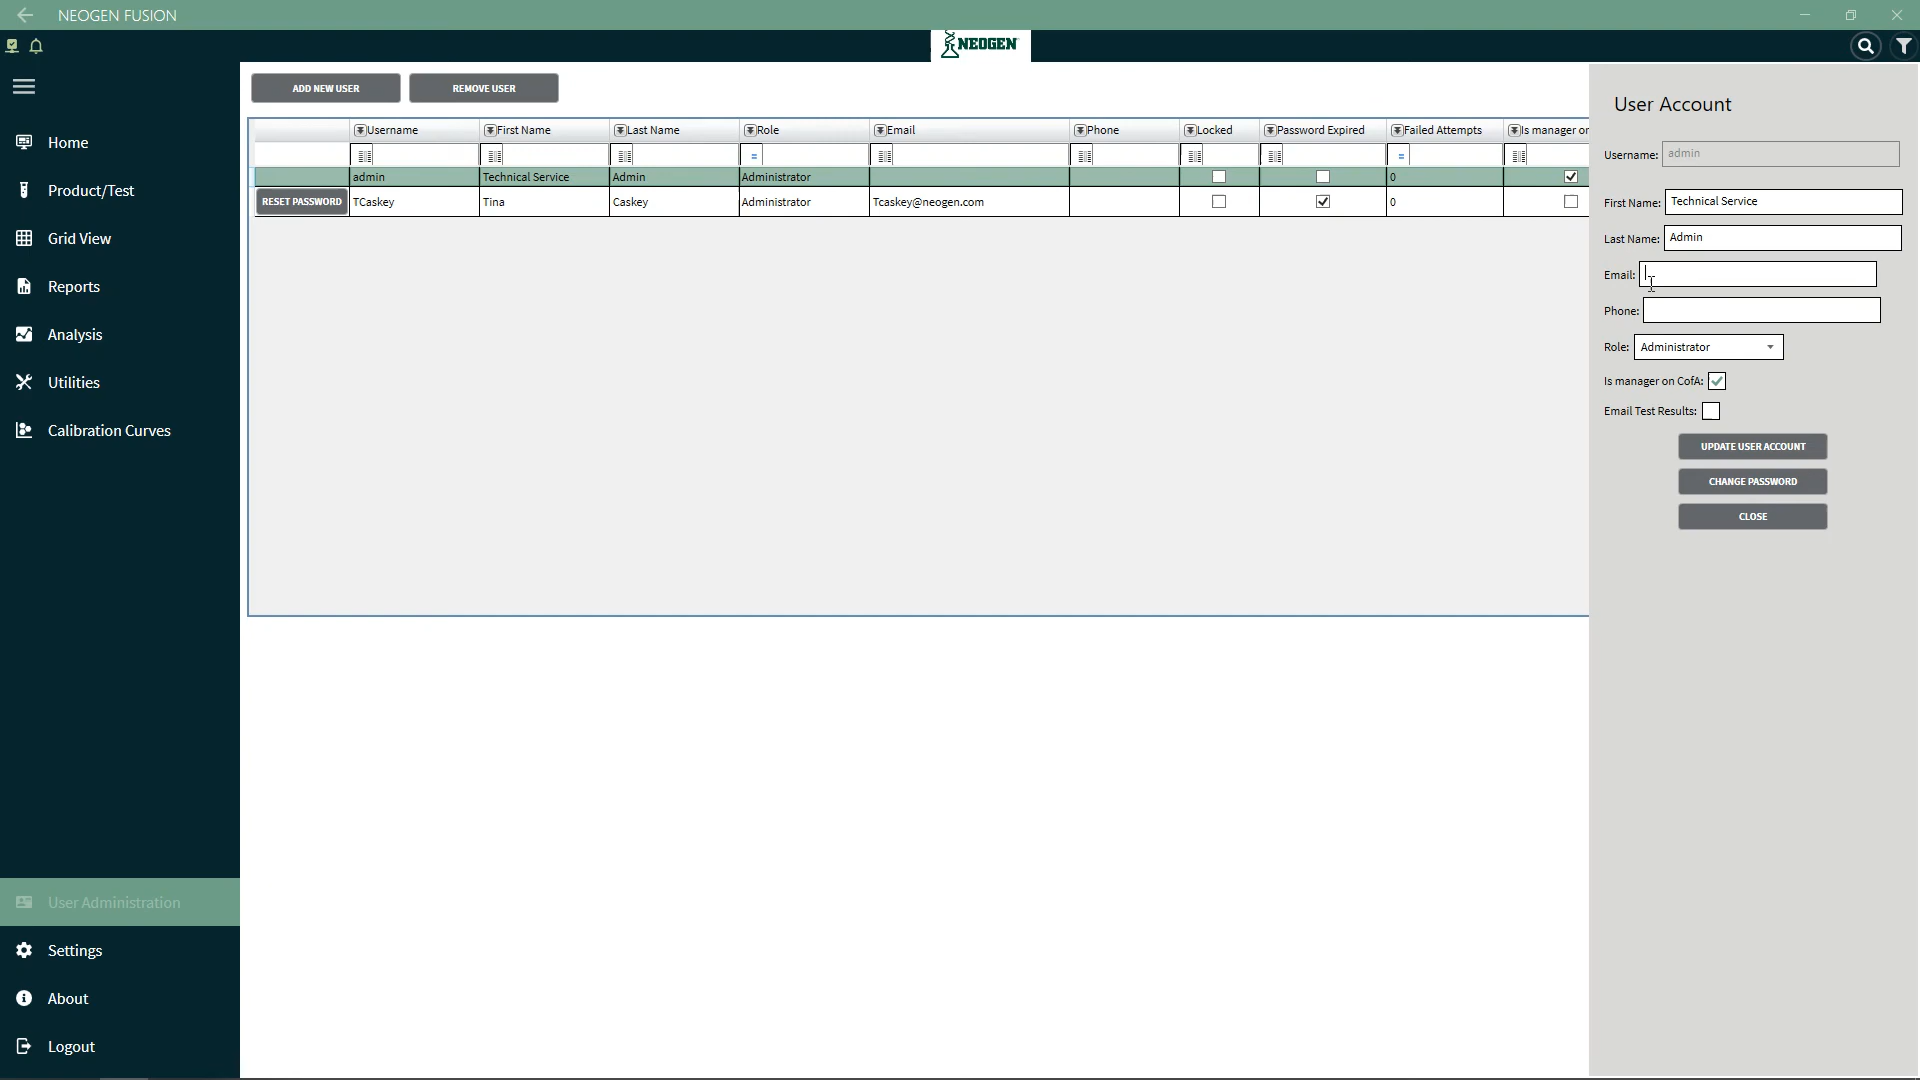 NEOGEN FUSION
NEOGEN
Home
Product/Test
Grid View
Reports
Analysis
Utilities
Calibration Curves
User Administration
Settings
About
Logout
ADD NEW USER REMOVE USER
Username First Name Last Name Role Email Phone Locked Password Expired Failed Attempts Is manager or
= =
admin Technical Service Admin Administrator 0
RESET PASSWORD TCaskey Tina Caskey Administrator Tcaskey@neogen.com 0
User Account
Username: admin
First Name: Technical Service
Last Name: Admin
Email:
Phone:
Role: Administrator
Is manager on CofA:
Email Test Results:
UPDATE USER ACCOUNT
CHANGE PASSWORD
CLOSE